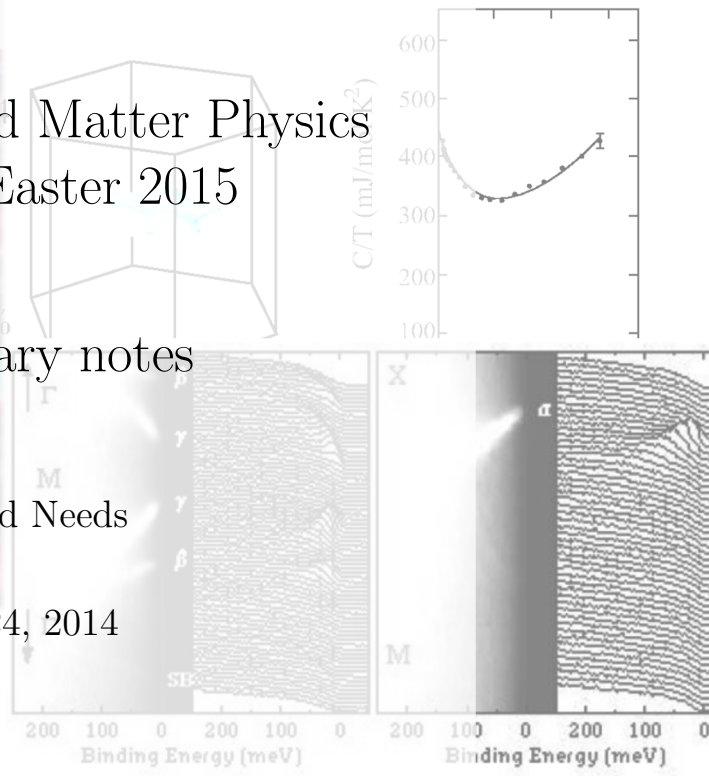 d Matter Physics
Easter 2015
ary notes
d Needs
4, 2014
600
500
400
300
200
100
C/T (mJ/mol K²)
Γ
M
β
γ
γ
β
SB
200 100 0 200 100 0
Binding Energy (meV)
X
α
M
200 100 0 200 100 0
Binding Energy (meV)